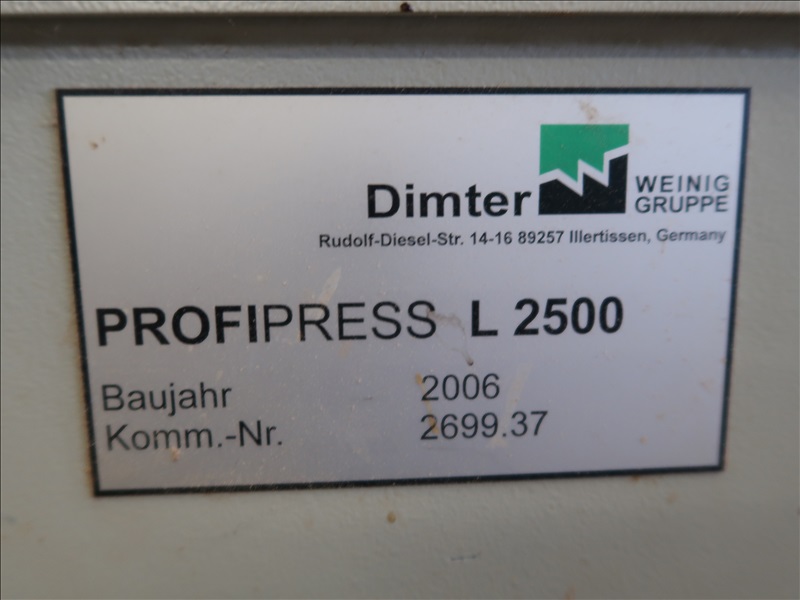 Dimter WEINIG
GRUPPE
Rudolf-Diesel-Str. 14-16 89257 Illertissen, Germany
PROFIPRESS L 2500
Baujahr 2006
Komm.-Nr. 2699.37